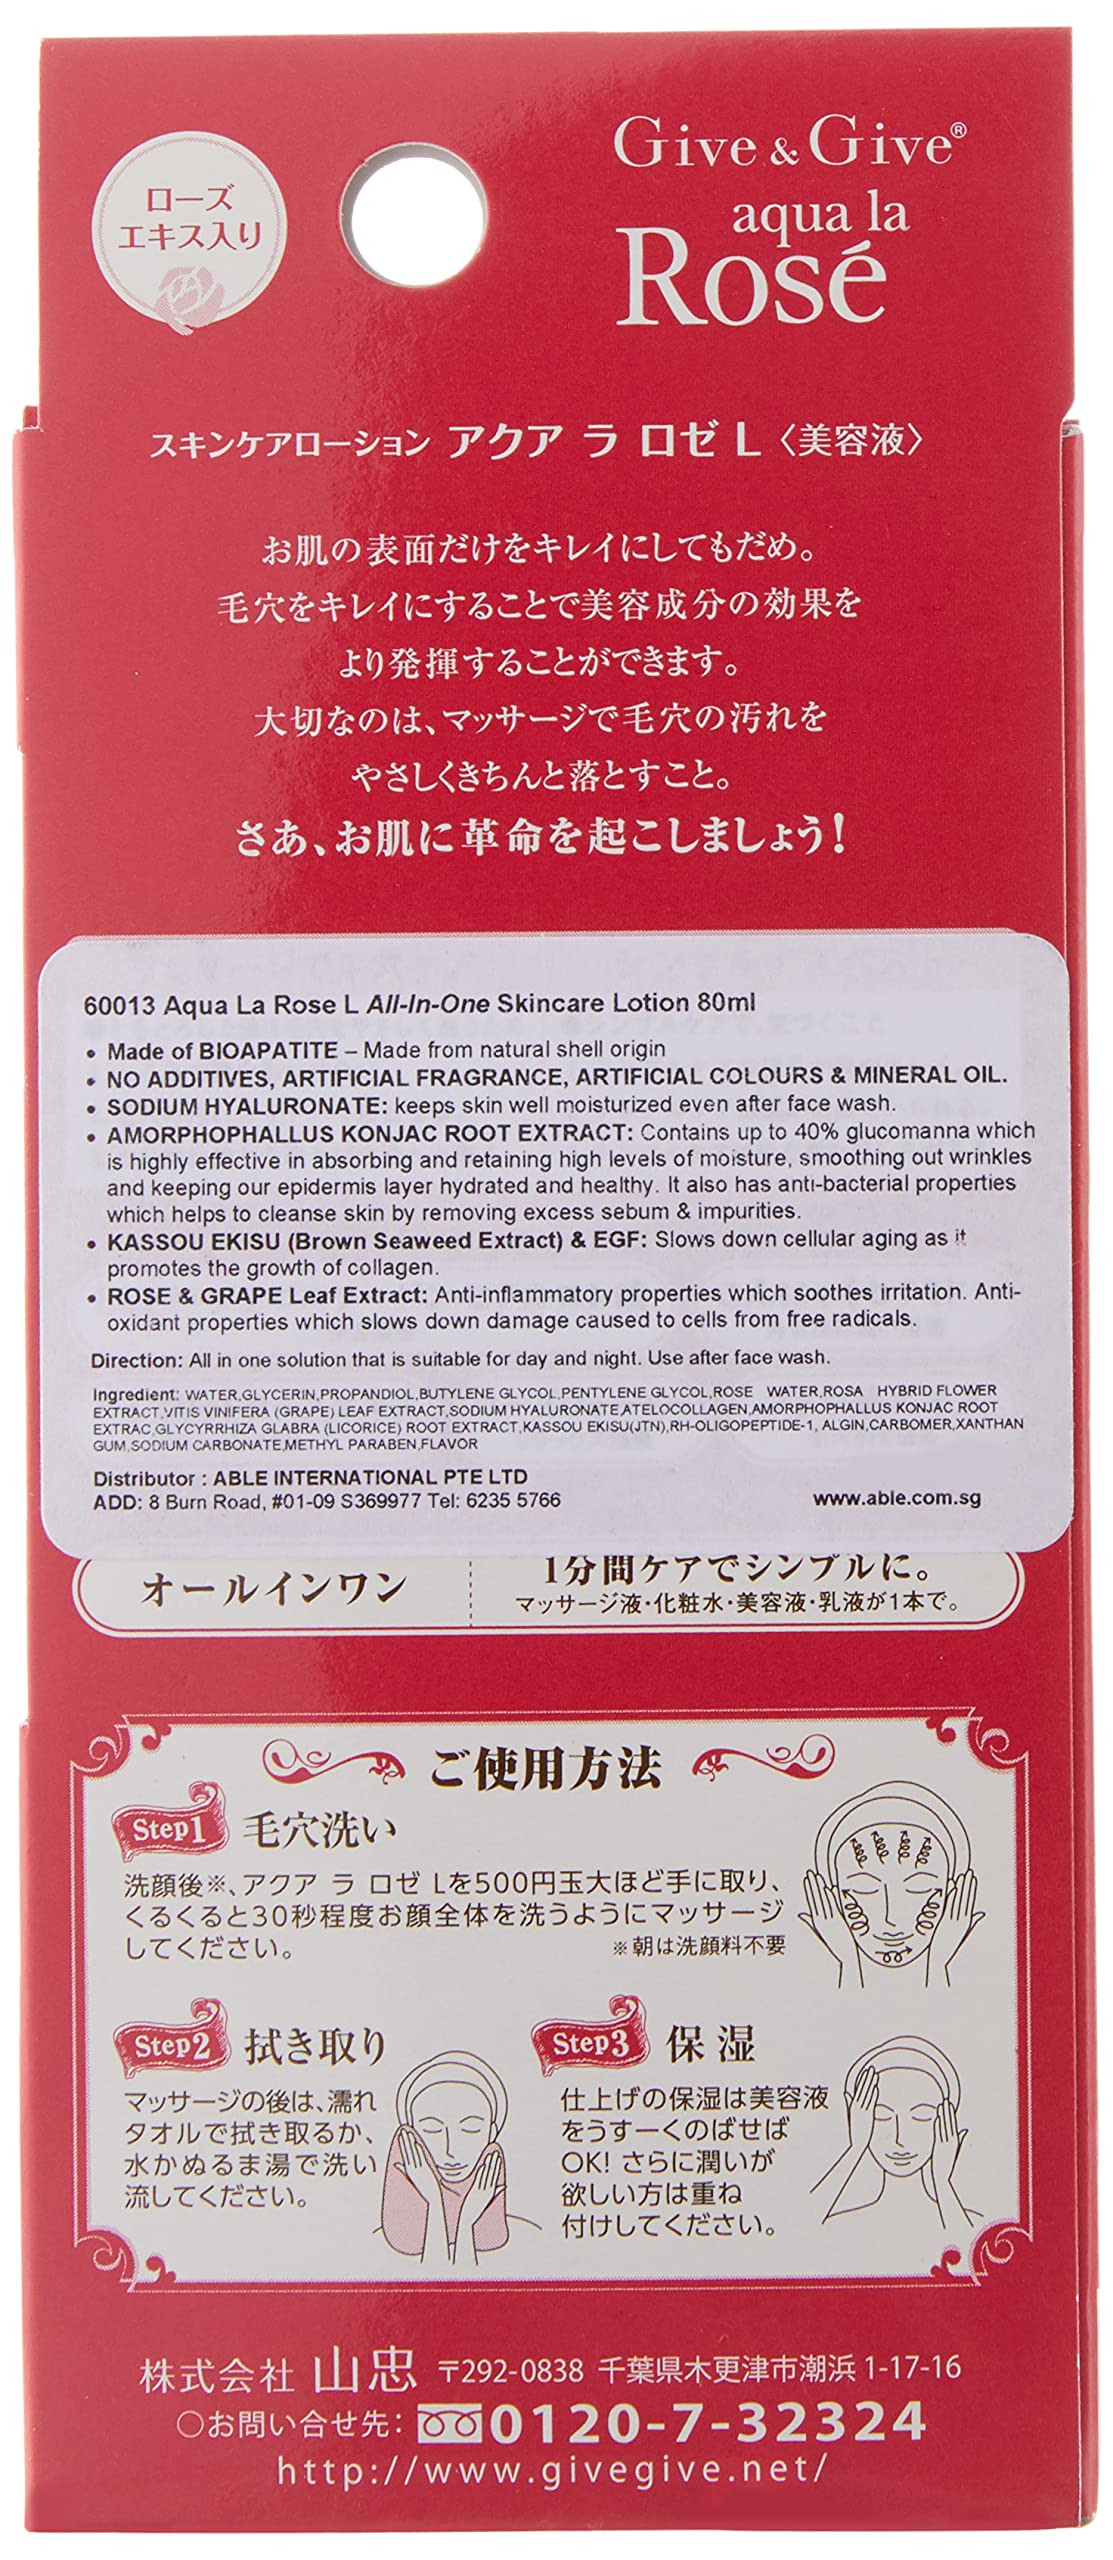 ローズ
エキス入り
Give & Give®
aqua la
Rosé
スキンケアローション アクア ラ ロゼ L〈美容液〉
お肌の表面だけをキレイにしてもだめ。
毛穴をキレイにすることで美容成分の効果を
より発揮することができます。
大切なのは、マッサージで毛穴の汚れを
やさしくきちんと落とすこと。
さあ、お肌に革命を起こしましょう!
60013 Aqua La Rose L All-In-One Skincare Lotion 80ml
• Made of BIOAPATITE – Made from natural shell origin
• NO ADDITIVES, ARTIFICIAL FRAGRANCE, ARTIFICIAL COLOURS & MINERAL OIL.
• SODIUM HYALURONATE: keeps skin well moisturized even after face wash.
• AMORPHOPHALLUS KONJAC ROOT EXTRACT: Contains up to 40% glucomanna which
is highly effective in absorbing and retaining high levels of moisture, smoothing out wrinkles
and keeping our epidermis layer hydrated and healthy. It also has anti-bacterial properties
which helps to cleanse skin by removing excess sebum & impurities.
• KASSOU EKISU (Brown Seaweed Extract) & EGF: Slows down cellular aging as it
promotes the growth of collagen.
• ROSE & GRAPE Leaf Extract: Anti-inflammatory properties which soothes irritation. Anti-
oxidant properties which slows down damage caused to cells from free radicals.
Direction: All in one solution that is suitable for day and night. Use after face wash.
Ingredient: WATER,GLYCERIN,PROPANDIOL,BUTYLENE GLYCOL,PENTYLENE GLYCOL,ROSE WATER,ROSA HYBRID FLOWER
EXTRACT,VITIS VINIFERA (GRAPE) LEAF EXTRACT,SODIUM HYALURONATE,ATELOCOLLAGEN,AMORPHOPHALLUS KONJAC ROOT
EXTRAC,GLYCYRRHIZA GLABRA (LICORICE) ROOT EXTRACT,KASSOU EKISU(JTN),RH-OLIGOPEPTIDE-1, ALGIN,CARBOMER,XANTHAN
GUM,SODIUM CARBONATE,METHYL PARABEN,FLAVOR
Distributor : ABLE INTERNATIONAL PTE LTD
ADD: 8 Burn Road, #01-09 S369977 Tel: 6235 5766 www.able.com.sg
オールインワン
1分間ケアでシンプルに。
マッサージ液・化粧水・美容液・乳液が1本で。
ご使用方法
Step1 毛穴洗い
洗顔後※、アクア ラ ロゼ Lを500円玉大ほど手に取り、
くるくると30秒程度お顔全体を洗うようにマッサージ
してください。 ※朝は洗顔料不要
Step2 拭き取り
マッサージの後は、濡れ
タオルで拭き取るか、
水かぬるま湯で洗い
流してください。
Step3 保湿
仕上げの保湿は美容液
をうすーくのばせば
OK! さらに潤いが
欲しい方は重ね
付けしてください。
株式会社 山忠 〒292-0838 千葉県木更津市潮浜 1-17-16
○お問い合せ先: 0120-7-32324
http://www.givegive.net/